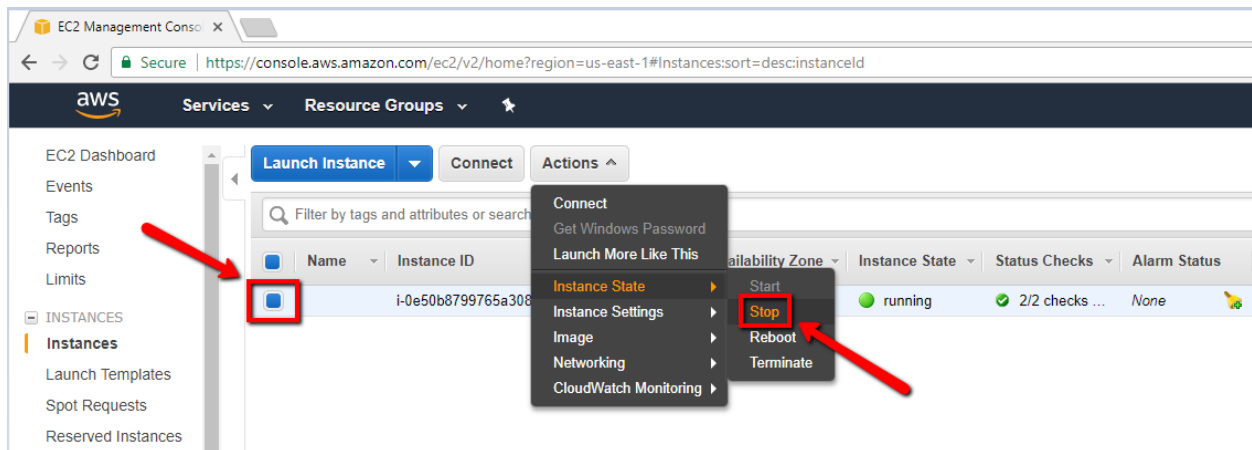 EC2 Management Conso
Secure | https://console.aws.amazon.com/ec2/v2/home?region=us-east-1#Instances:sort=desc:instanceId
aws Services Resource Groups
EC2 Dashboard
Events
Tags
Reports
Limits
INSTANCES
Instances
Launch Templates
Spot Requests
Reserved Instances
Launch Instance Connect Actions
Filter by tags and attributes or search
Name Instance ID ailability Zone Instance State Status Checks Alarm Status
i-0e50b8799765a308 running 2/2 checks ... None
Connect
Get Windows Password
Launch More Like This
Instance State
Instance Settings
Image
Networking
CloudWatch Monitoring
Start
Stop
Reboot
Terminate